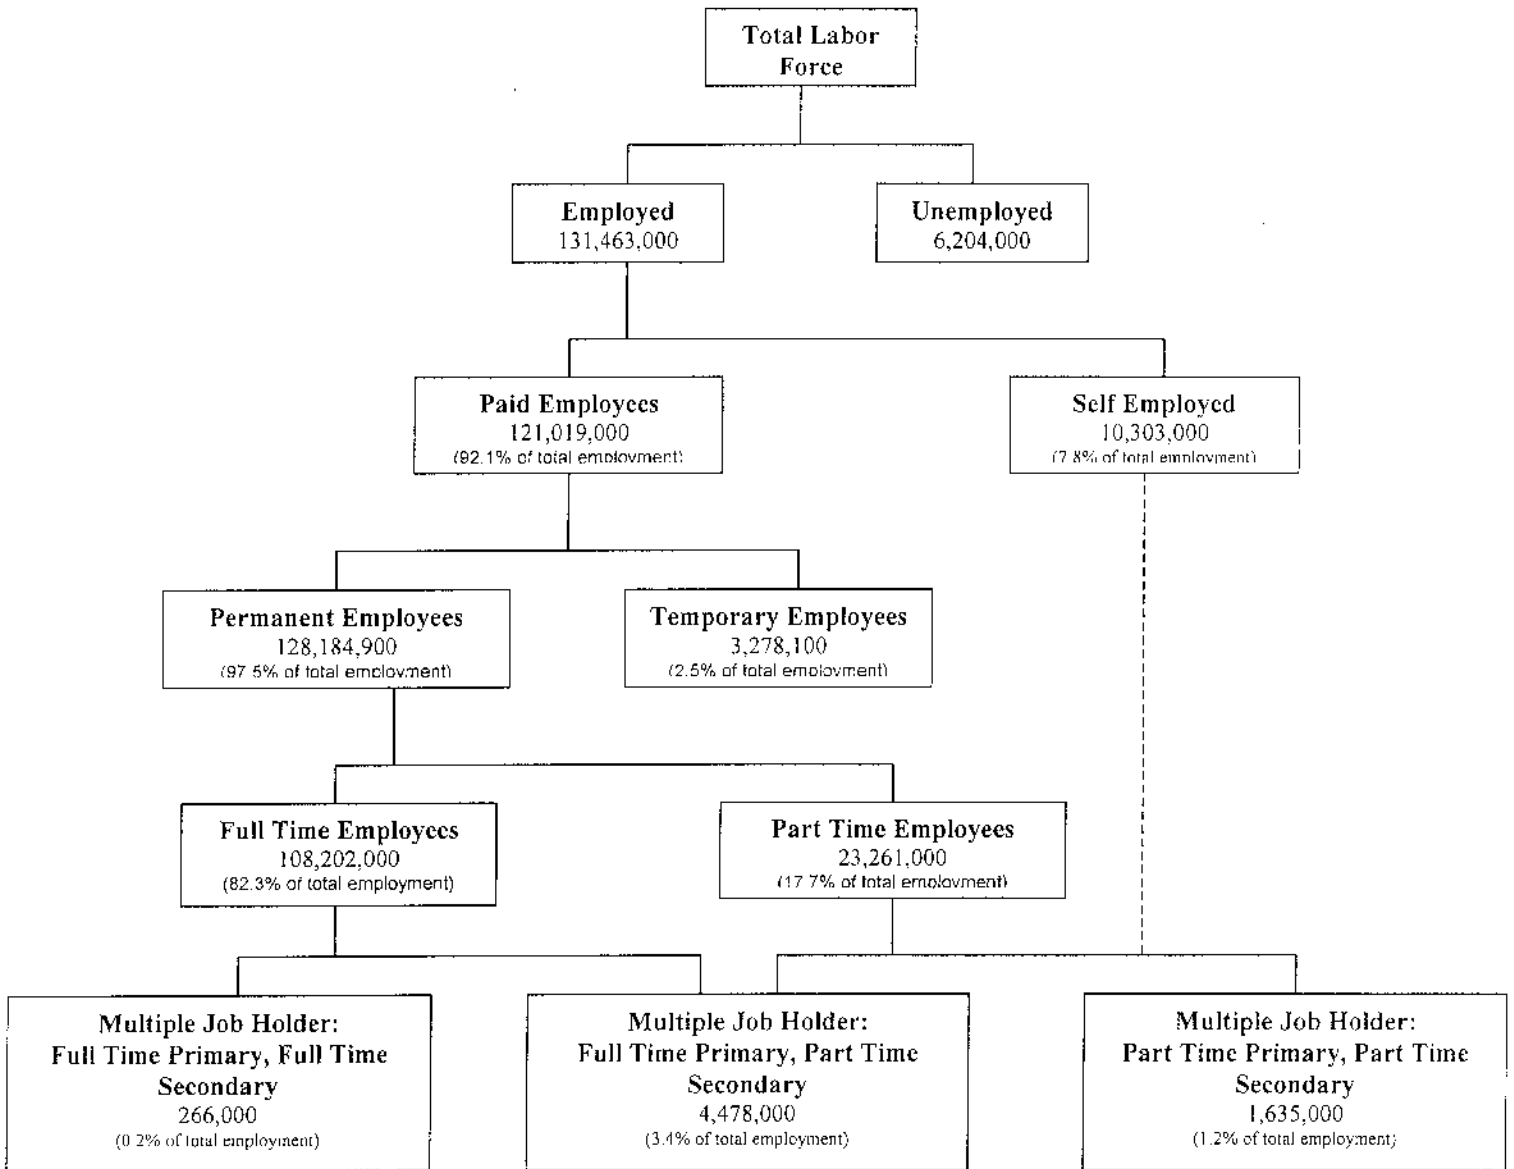 Total Labor
Force
Employed
131,463,000
Unemployed
6,204,000
Paid Employees
121,019,000
(92.1% of total employment)
Self Employed
10,303,000
(7.8% of total employment)
Permanent Employees
128,184,900
(97.5% of total employment)
Temporary Employees
3,278,100
(2.5% of total employment)
Full Time Employees
108,202,000
(82.3% of total employment)
Part Time Employees
23,261,000
(17.7% of total employment)
Multiple Job Holder:
Full Time Primary, Full Time
Secondary
266,000
(0.2% of total employment)
Multiple Job Holder:
Full Time Primary, Part Time
Secondary
4,478,000
(3.4% of total employment)
Multiple Job Holder:
Part Time Primary, Part Time
Secondary
1,635,000
(1.2% of total employment)